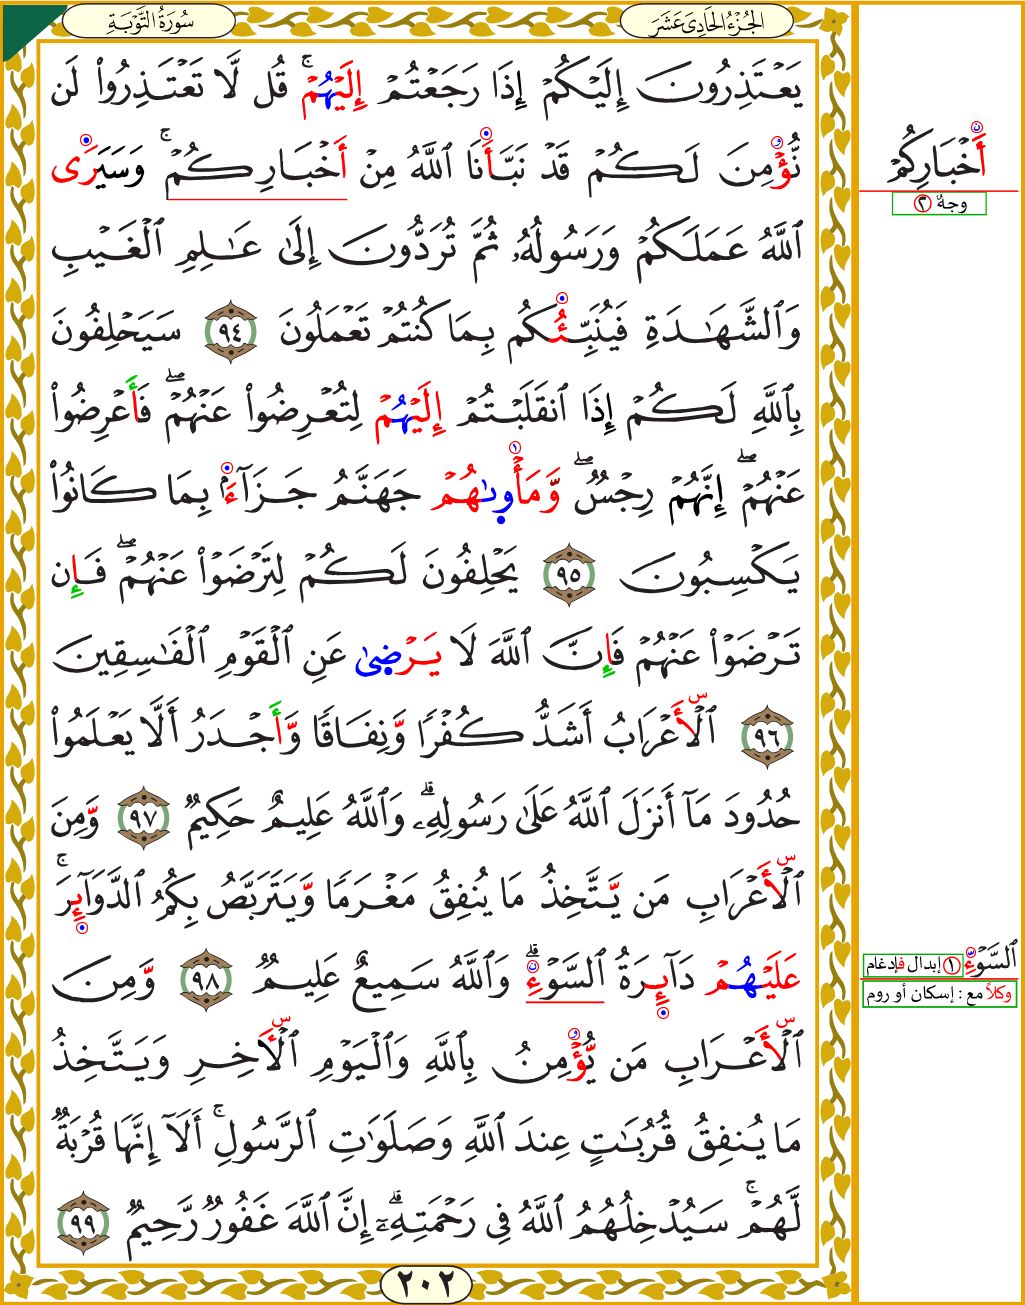 سُورَةُ التَّوْبَةِ
الجُزْءُ الحَادِيَ عَشَرَ
يَعْتَذِرُونَ إِلَيْكُمْ إِذَا رَجَعْتُمْ إِلَيْهُمْ ۚ قُل لَّا تَعْتَذِرُوا۟ لَن
نُّؤْمِنَ لَكُمْ قَدْ نَبَّأَنَا ٱللَّهُ مِنْ أَخْبَارِكُمْ ۚ وَسَيَرَى
ٱللَّهُ عَمَلَكُمْ وَرَسُولُهُۥ ثُمَّ تُرَدُّونَ إِلَىٰ عَـٰلِمِ ٱلْغَيْبِ
وَٱلشَّهَـٰدَةِ فَيُنَبِّئُكُم بِمَا كُنتُمْ تَعْمَلُونَ ٩٤ سَيَحْلِفُونَ
بِٱللَّهِ لَكُمْ إِذَا ٱنقَلَبْتُمْ إِلَيْهُمْ لِتُعْرِضُوا۟ عَنْهُمْ ۖ فَأَعْرِضُوا۟
عَنْهُمْ ۖ إِنَّهُمْ رِجْسٌ ۖ وَّمَأْوىٰهُمْ جَهَنَّمُ جَزَآءًۢ بِمَا كَانُوا۟
يَكْسِبُونَ ٩٥ يَحْلِفُونَ لَكُمْ لِتَرْضَوْا۟ عَنْهُمْ ۖ فَإِن
تَرْضَوْا۟ عَنْهُمْ فَإِنَّ ٱللَّهَ لَا يَرْضِىٰ عَنِ ٱلْقَوْمِ ٱلْفَـٰسِقِينَ
٩٦ ٱلْأَعْرَابُ أَشَدُّ كُفْرًا وَّنِفَاقًا وَّأَجْدَرُ أَلَّا يَعْلَمُوا۟
حُدُودَ مَآ أَنزَلَ ٱللَّهُ عَلَىٰ رَسُولِهِۦ ۗ وَٱللَّهُ عَلِيمٌ حَكِيمٌ ٩٧ وَّمِنَ
ٱلْأَعْرَابِ مَن يَّتَّخِذُ مَا يُنفِقُ مَغْرَمًا وَّيَتَرَبَّصُ بِكُمُ ٱلدَّوَآئِرَ ۚ
عَلَيْهُمْ دَآئِرَةُ ٱلسَّوْءِ ۗ وَٱللَّهُ سَمِيعٌ عَلِيمٌ ٩٨ وَّمِنَ
ٱلْأَعْرَابِ مَن يُّؤْمِنُ بِٱللَّهِ وَٱلْيَوْمِ ٱلْأَخِرِ وَيَتَّخِذُ
مَا يُنفِقُ قُرُبَـٰتٍ عِندَ ٱللَّهِ وَصَلَوَٰتِ ٱلرَّسُولِ ۚ أَلَآ إِنَّهَا قُرْبَةٌ
لَّهُمْ ۚ سَيُدْخِلُهُمُ ٱللَّهُ فِى رَحْمَتِهِۦٓ ۗ إِنَّ ٱللَّهَ غَفُورٌ رَّحِيمٌ ٩٩
٢٠٢
أَخْبَارِكُمْ
٢ وجهٌ
ٱلسَّوْءِ ١ إبدال فإدغام
وكلاً مع : إسكان أو روم